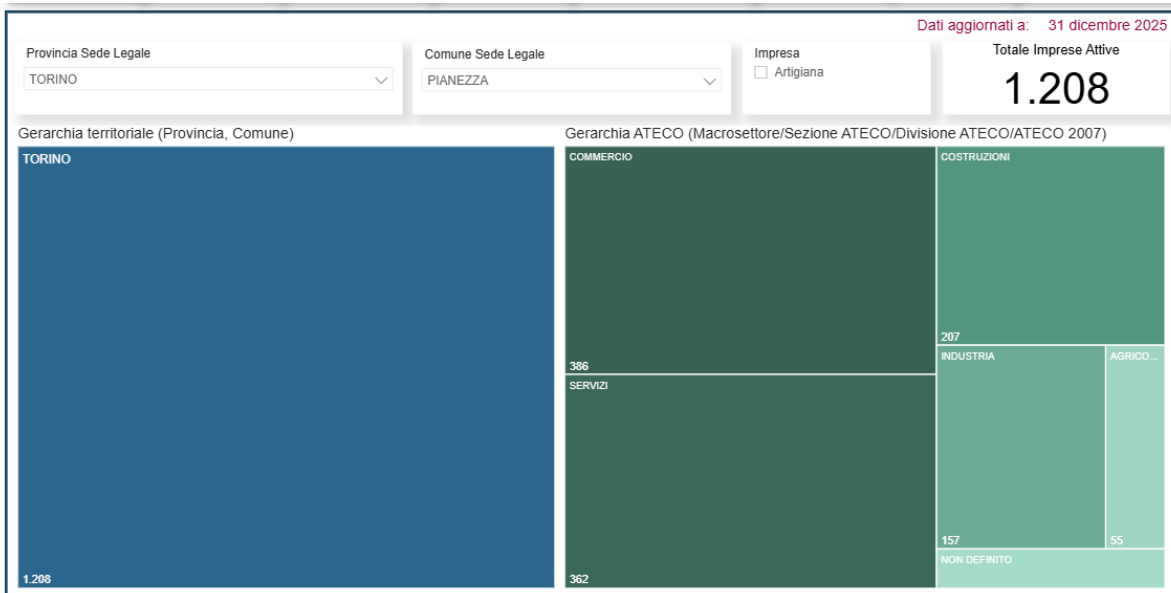 Dati aggiornati a: 31 dicembre 2025
Provincia Sede Legale
TORINO
Comune Sede Legale
PIANEZZA
Impresa
Artigiana
Totale Imprese Attive
1.208
Gerarchia territoriale (Provincia, Comune)
TORINO
1.208
Gerarchia ATECO (Macrosettore/Sezione ATECO/Divisione ATECO/ATECO 2007)
COMMERCIO
386
SERVIZI
362
COSTRUZIONI
207
INDUSTRIA
157
AGRICO...
55
NON DEFINITO